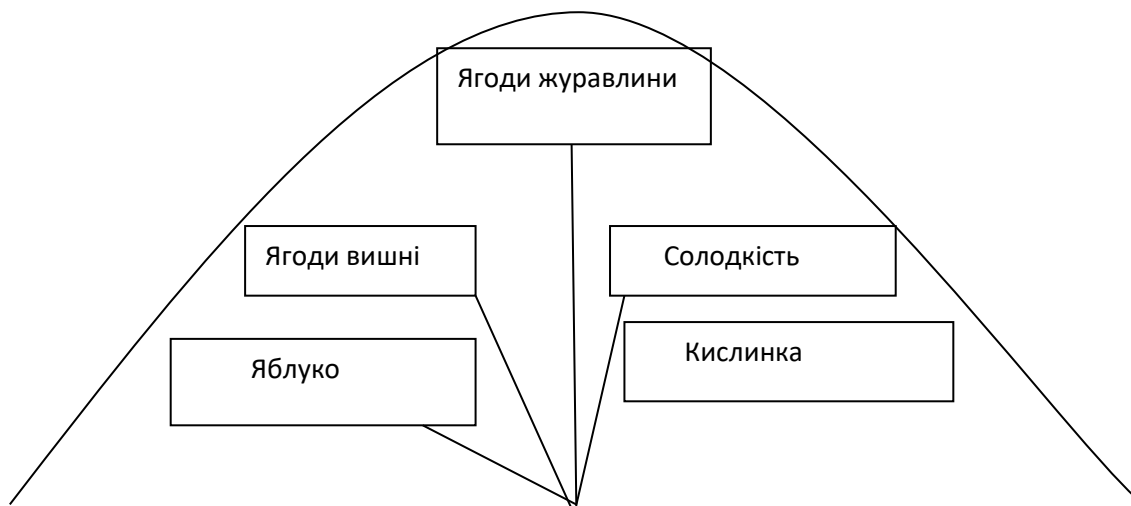 Ягоди журавлини
Ягоди вишні
Солодкість
Яблуко
Кислинка